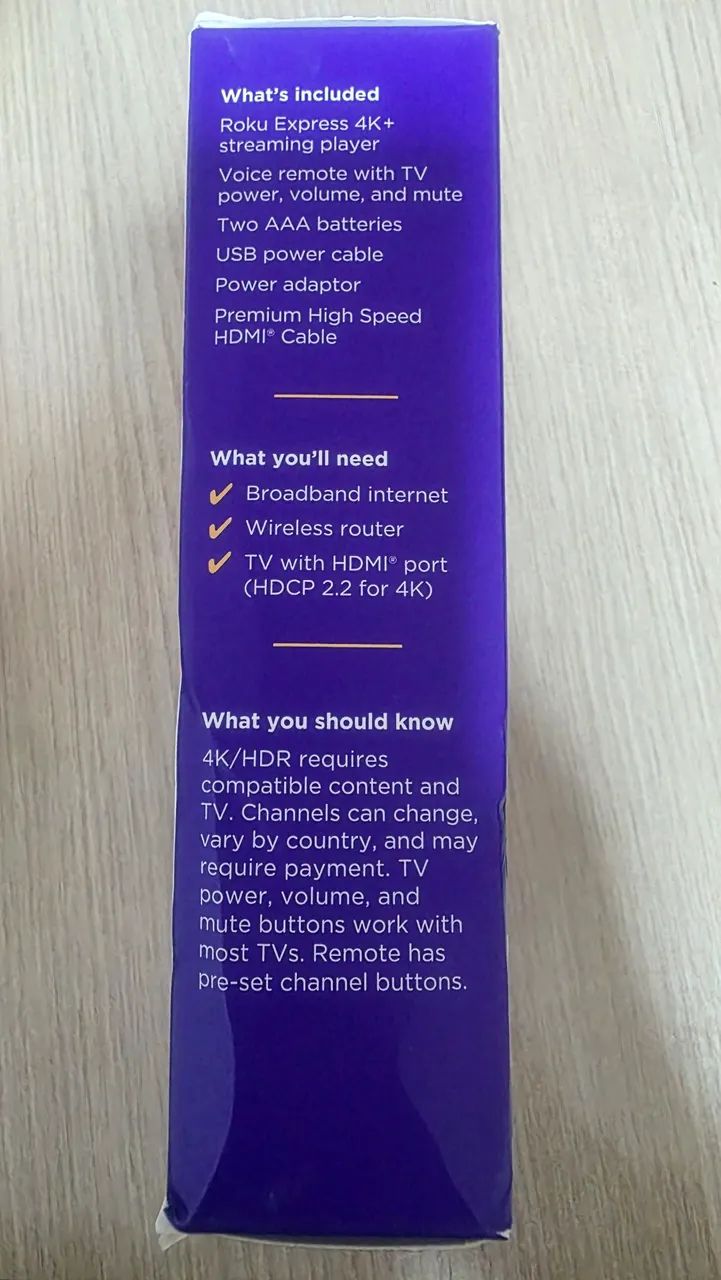 What's included
Roku Express 4K+
streaming player
Voice remote with TV
power, volume, and mute
Two AAA batteries
USB power cable
Power adaptor
Premium High Speed
HDMI® Cable
What you'll need
✔ Broadband internet
✔ Wireless router
✔ TV with HDMI® port
(HDCP 2.2 for 4K)
What you should know
4K/HDR requires
compatible content and
TV. Channels can change,
vary by country, and may
require payment. TV
power, volume, and
mute buttons work with
most TVs. Remote has
pre-set channel buttons.